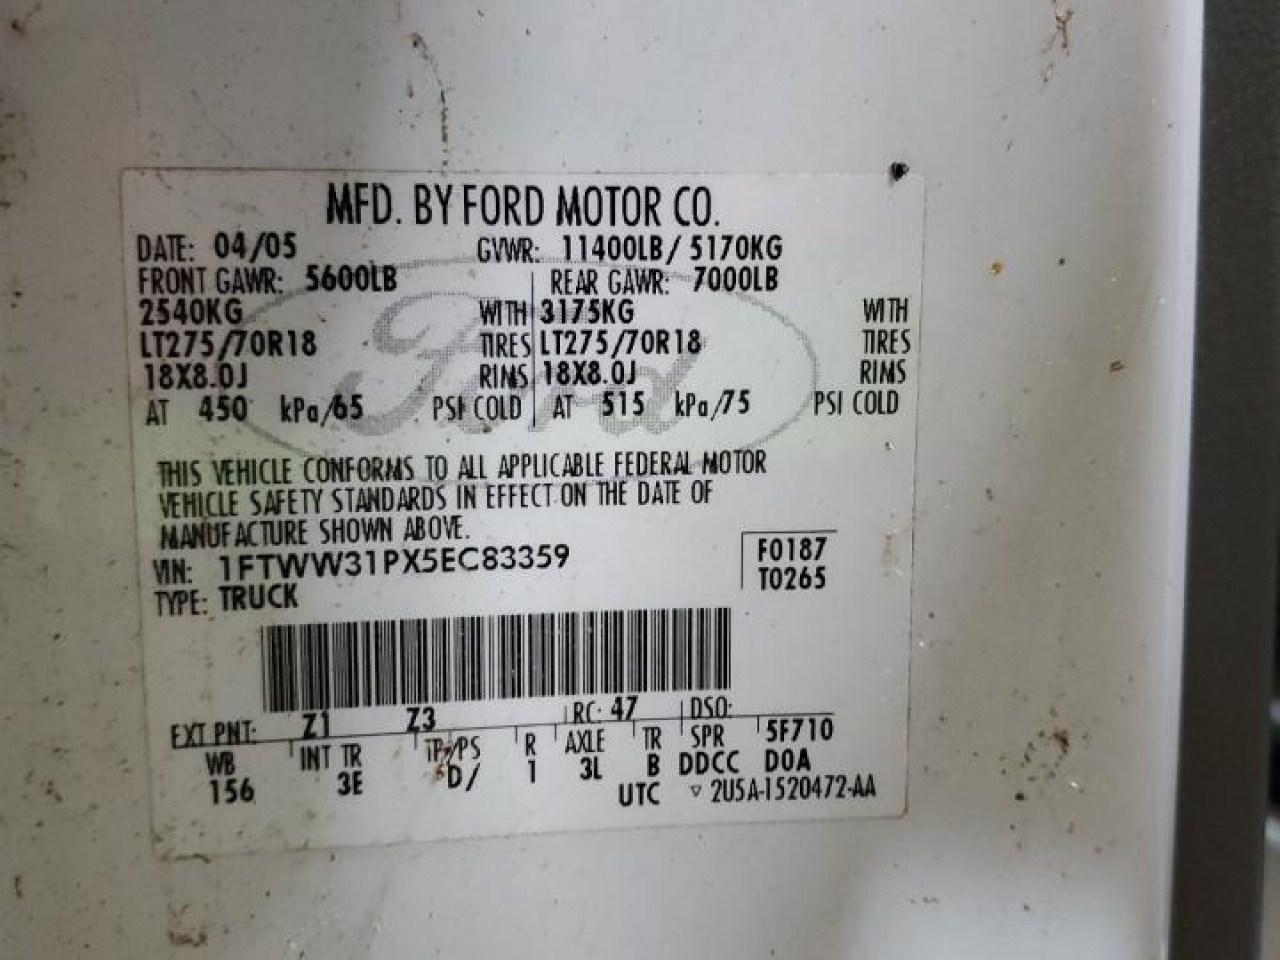 MFD. BY FORD MOTOR CO.
DATE: 04/05 GVWR: 11400LB/ 5170KG
FRONT GAWR: 5600LB REAR GAWR: 7000LB
2540KG WITH 3175KG WITH
LT275/70R18 TIRES LT275/70R18 TIRES
18X8.0J RIMS 18X8.0J RIMS
AT 450 kPa/65 PSI COLD AT 515 kPa/75 PSI COLD
Ford
THIS VEHICLE CONFORMS TO ALL APPLICABLE FEDERAL MOTOR
VEHICLE SAFETY STANDARDS IN EFFECT ON THE DATE OF
MANUFACTURE SHOWN ABOVE.
VIN: 1FTWW31PX5EC83359 F0187
TYPE: TRUCK T0265
EXT PNT: Z1 Z3 RC: 47 DSO:
WB INT TR TP/PS R AXLE TR SPR 5F710
156 3E D/ 1 3L B DDCC DOA
UTC ▽ 2U5A-1520472-AA